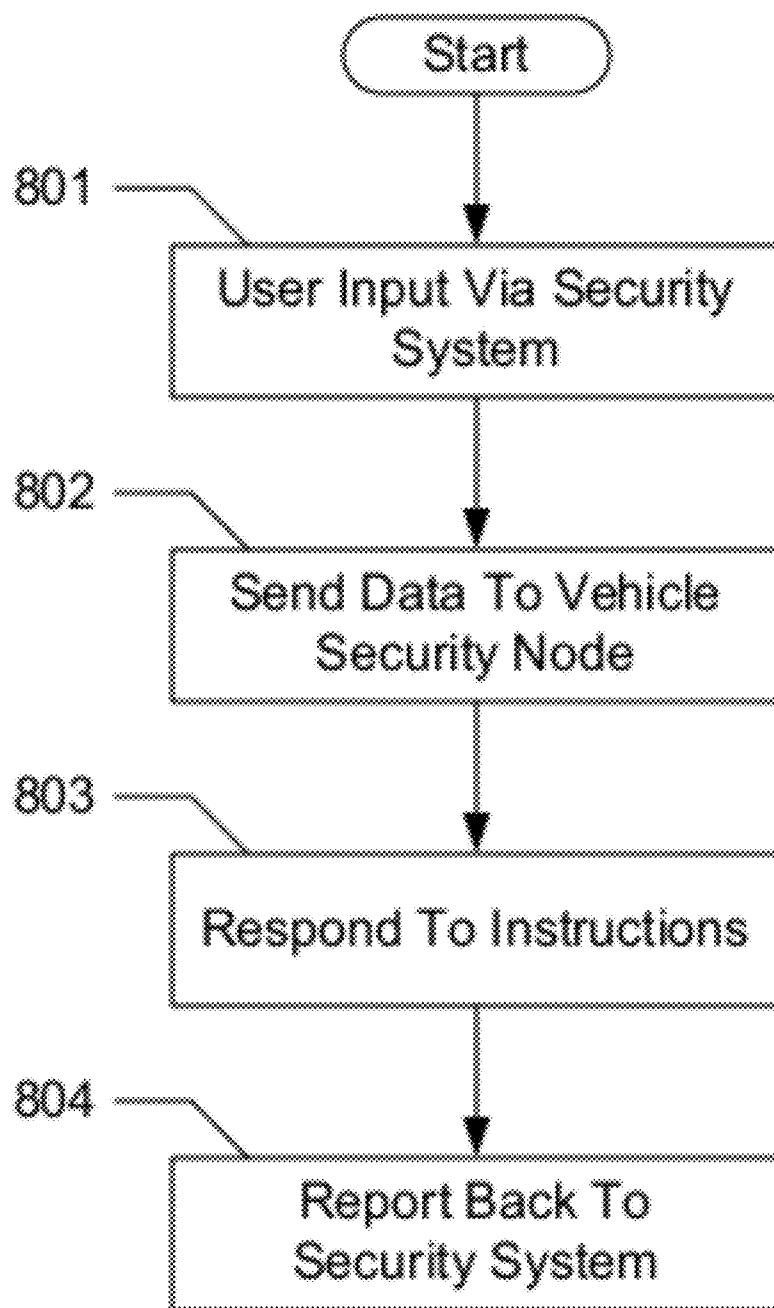 Start
801
User Input Via Security
System
802
Send Data To Vehicle
Security Node
803
Respond To Instructions
804
Report Back To
Security System